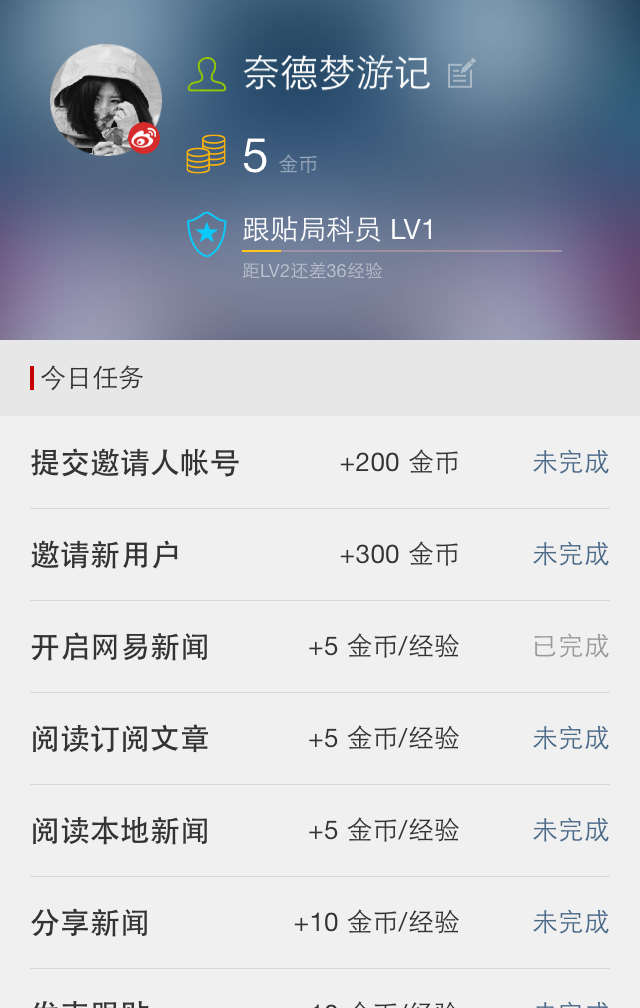 奈德梦游记
5 金币
跟贴局科员 LV1
距LV2还差36经验
今日任务
提交邀请人帐号 +200 金币 未完成
邀请新用户 +300 金币 未完成
开启网易新闻 +5 金币/经验 已完成
阅读订阅文章 +5 金币/经验 未完成
阅读本地新闻 +5 金币/经验 未完成
分享新闻 +10 金币/经验 未完成